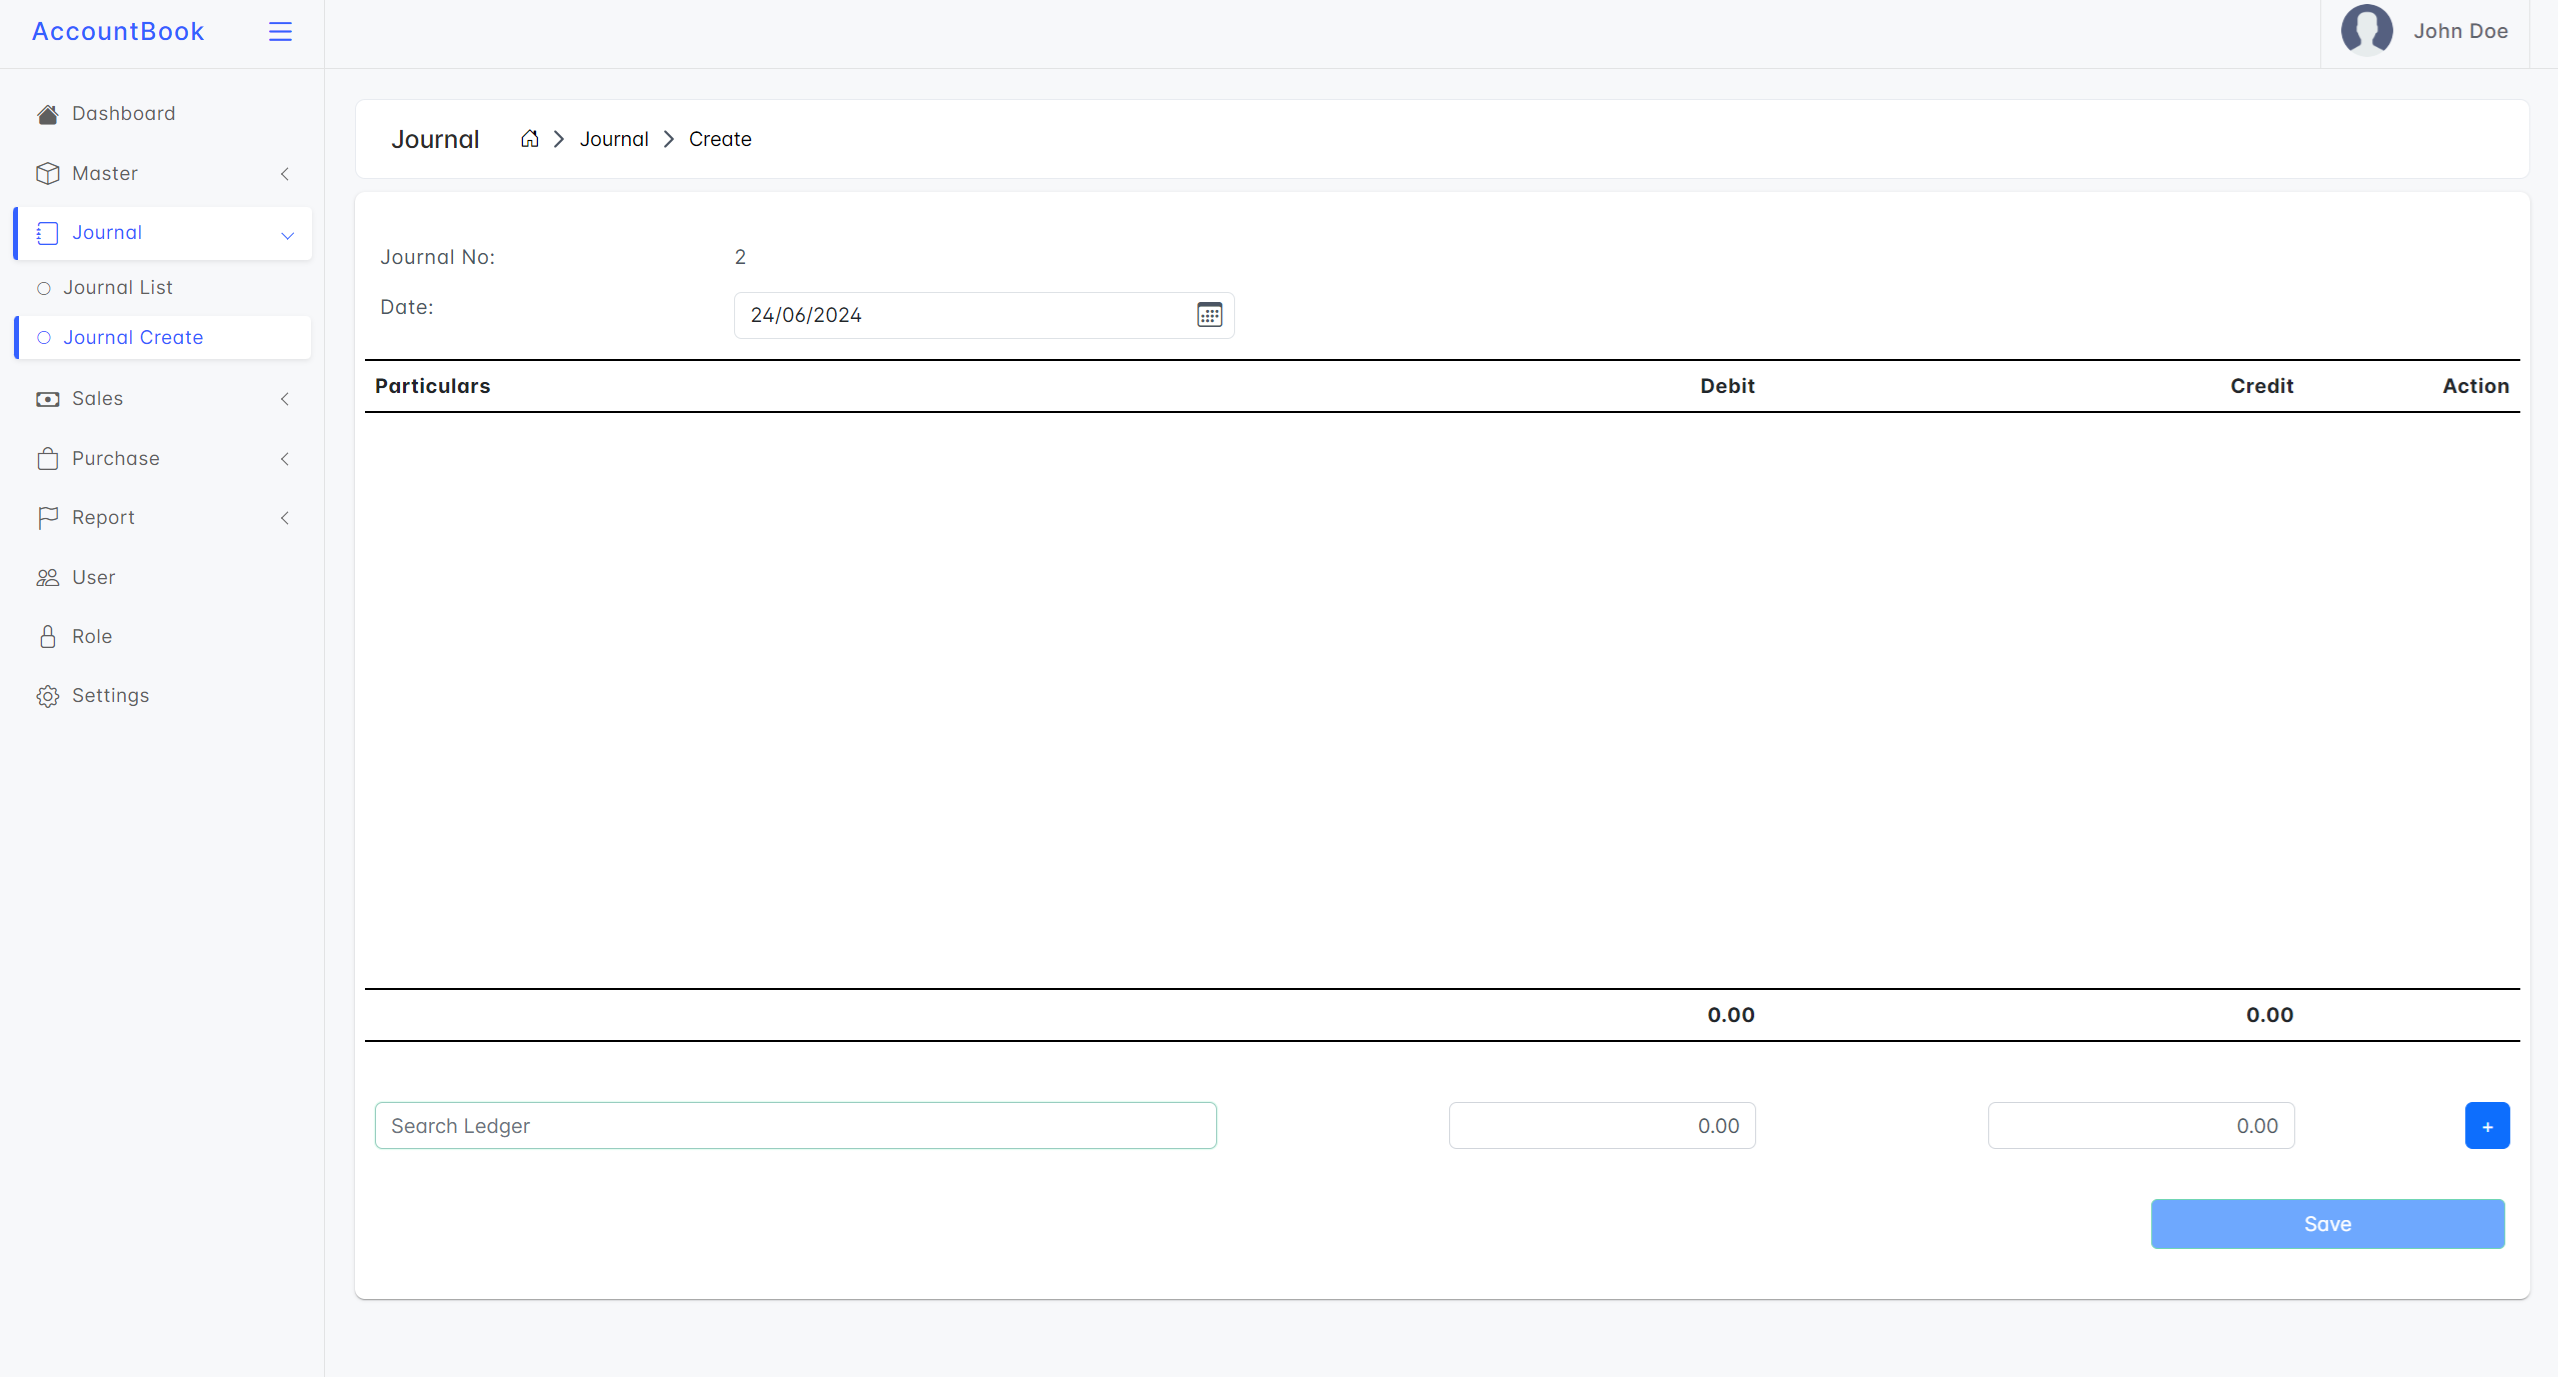 AccountBook
John Doe
Dashboard
Master
Journal
Journal List
Journal Create
Sales
Purchase
Report
User
Role
Settings
Journal Journal Create
Journal No: 2
Date: 24/06/2024
Particulars Debit Credit Action
0.00 0.00
Search Ledger 0.00 0.00 +
Save